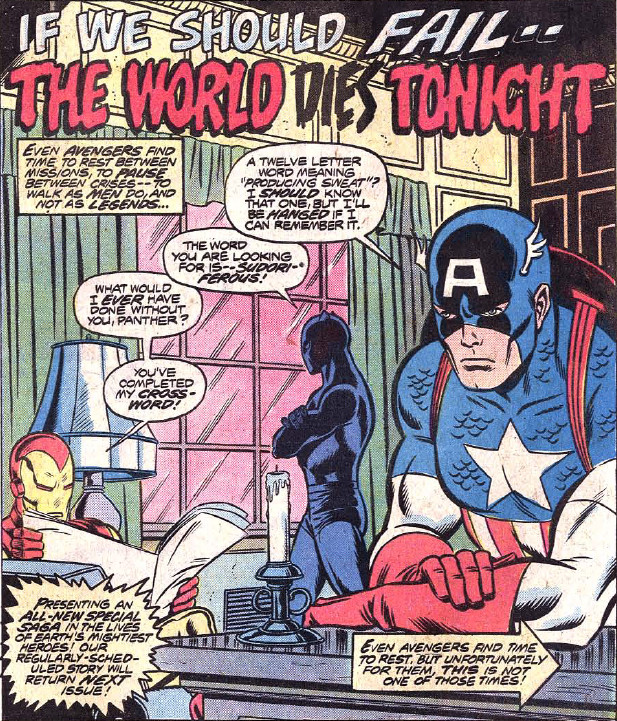 IF WE SHOULD FAIL--
THE WORLD DIES TONIGHT
EVEN AVENGERS FIND
TIME TO REST BETWEEN
MISSIONS, TO PAUSE
BETWEEN CRISES--TO
WALK AS MEN DO, AND
NOT AS LEGENDS...
A TWELVE LETTER
WORD MEANING
"PRODUCING SWEAT"?
I SHOULD KNOW
THAT ONE, BUT I'LL
BE HANGED IF I
CAN REMEMBER IT.
THE WORD
YOU ARE LOOKING
FOR IS--SUDORI-
FEROUS!
WHAT WOULD
I EVER HAVE
DONE WITHOUT
YOU, PANTHER?
YOU'VE
COMPLETED
MY CROSS-
WORD!
A
PRESENTING AN
ALL-NEW SPECIAL
SAGA IN THE LIVES
OF EARTH'S MIGHTIEST
HEROES! OUR
REGULARLY-SCHED-
ULED STORY WILL
RETURN NEXT
ISSUE!
EVEN AVENGERS FIND TIME
TO REST. BUT UNFORTUNATELY
FOR THEM, THIS IS NOT
ONE OF THOSE TIMES!